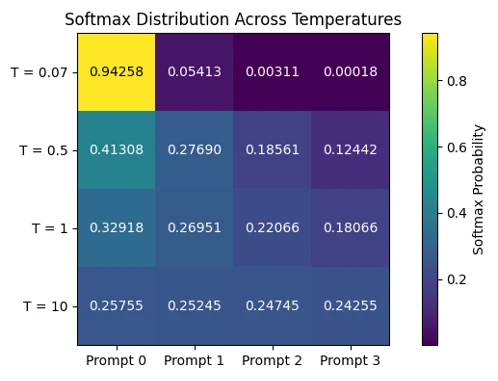 Softmax Distribution Across Temperatures
T = 0.07 0.94258 0.05413 0.00311 0.00018
T = 0.5 0.41308 0.27690 0.18561 0.12442
T = 1 0.32918 0.26951 0.22066 0.18066
T = 10 0.25755 0.25245 0.24745 0.24255
Prompt 0 Prompt 1 Prompt 2 Prompt 3
0.8
0.6
0.4
0.2
Softmax Probability